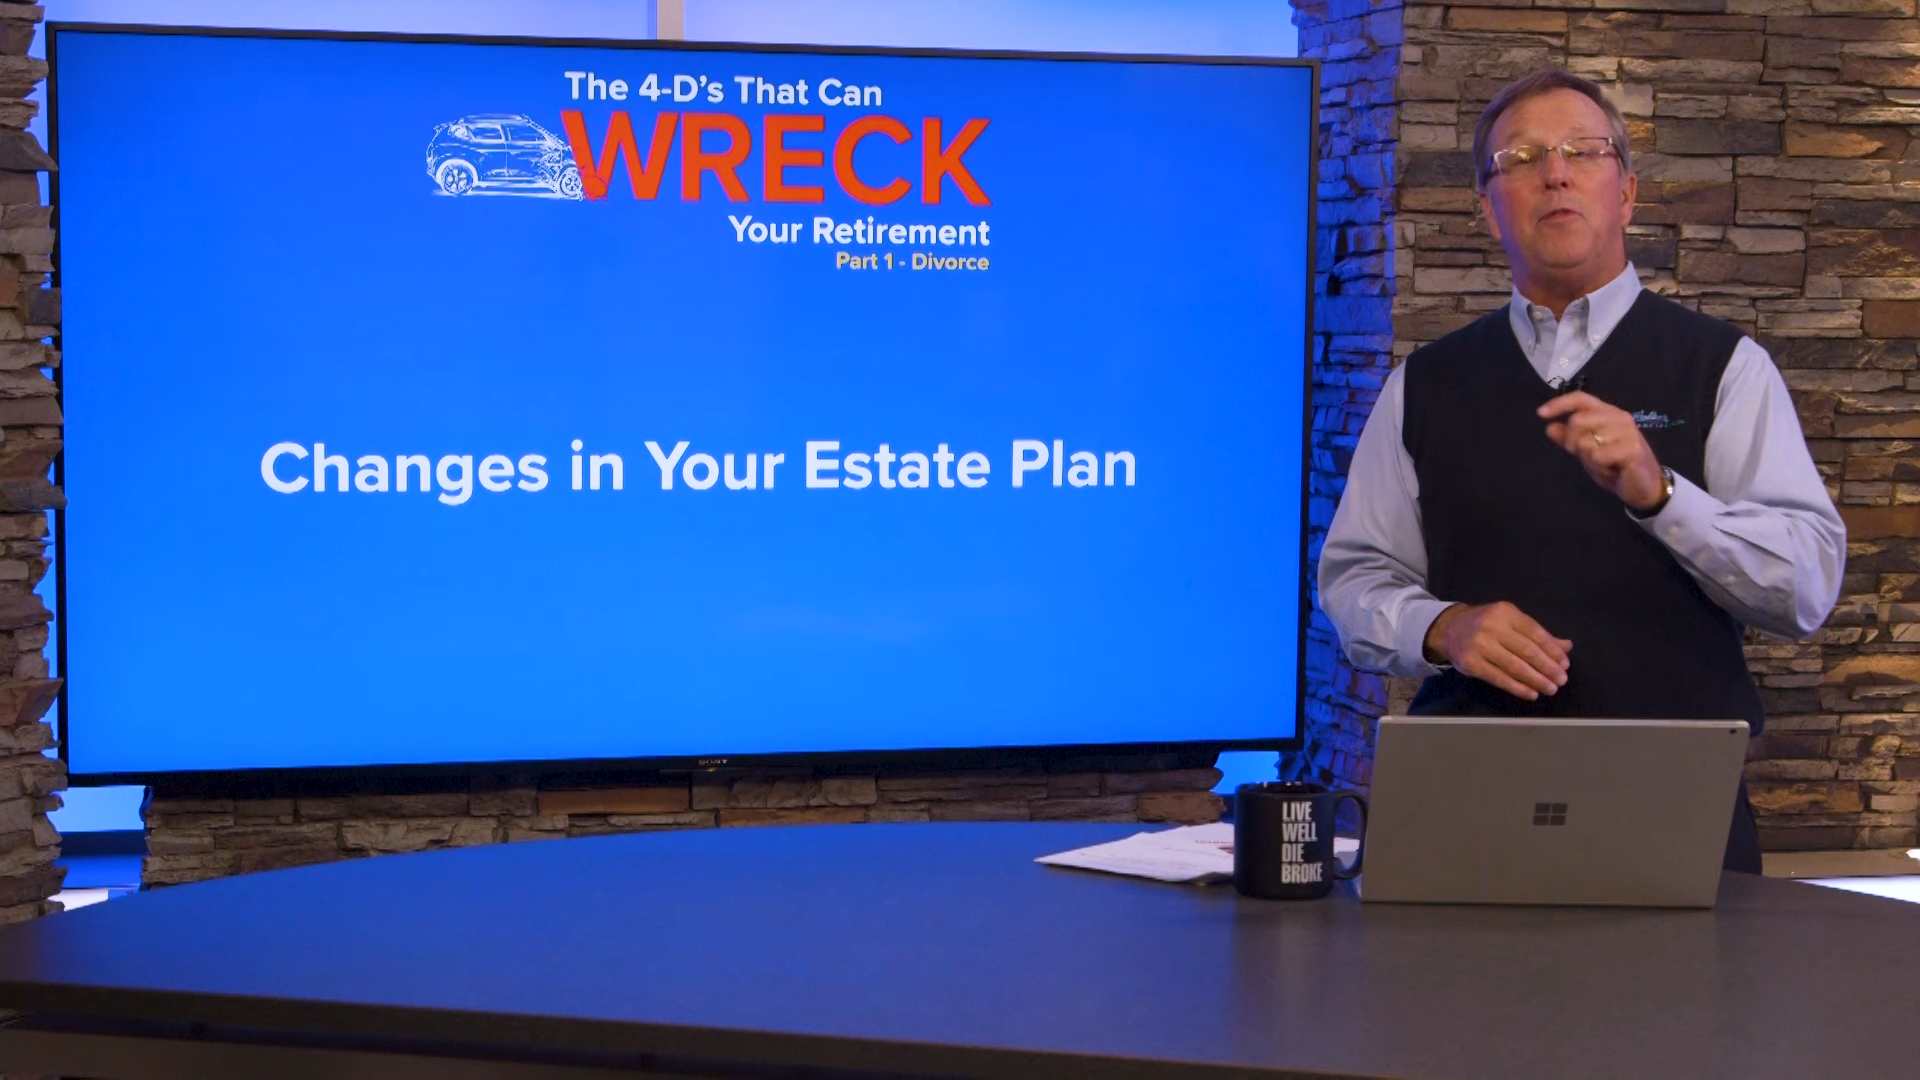 The 4-D's That Can
WRECK
Your Retirement
Part 1 - Divorce
Changes in Your Estate Plan
SONY
LIVE
WELL
DIE
BROKE